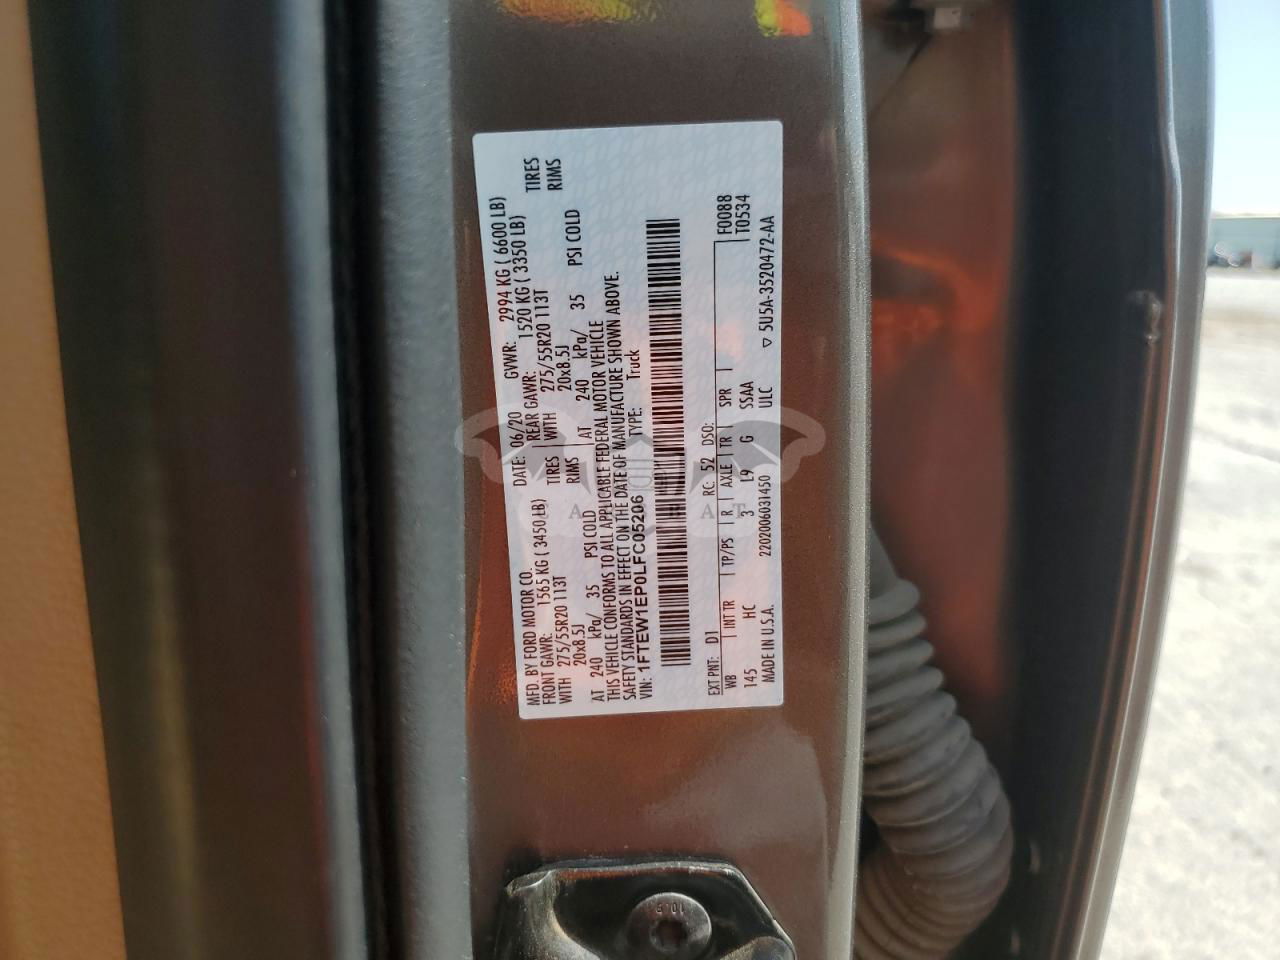 MFD. BY FORD MOTOR CO. DATE: 06/20 GVWR: 2994 KG ( 6600 LB)
FRONT GAWR: 1565 KG ( 3450 LB) REAR GAWR: 1520 KG ( 3350 LB)
WITH 275/55R20 113T TIRES WITH 275/55R20 113T TIRES
20x8.5J RIMS 20x8.5J RIMS
AT 240 kPa/ 35 PSI COLD AT 240 kPa/ 35 PSI COLD
THIS VEHICLE CONFORMS TO ALL APPLICABLE FEDERAL MOTOR VEHICLE
SAFETY STANDARDS IN EFFECT ON THE DATE OF MANUFACTURE SHOWN ABOVE.
VIN: 1FTEW1EP0LFC05206 TYPE: Truck
EXT PNT: D1 RC: 52 DSO: F0088
WB INT TR TP/PS R AXLE TR SPR T0534
145 HC 3 L9 G SSAA
MADE IN U.S.A. 2202006031450 ULC ▽ 5U5A-3520472-AA
10.9